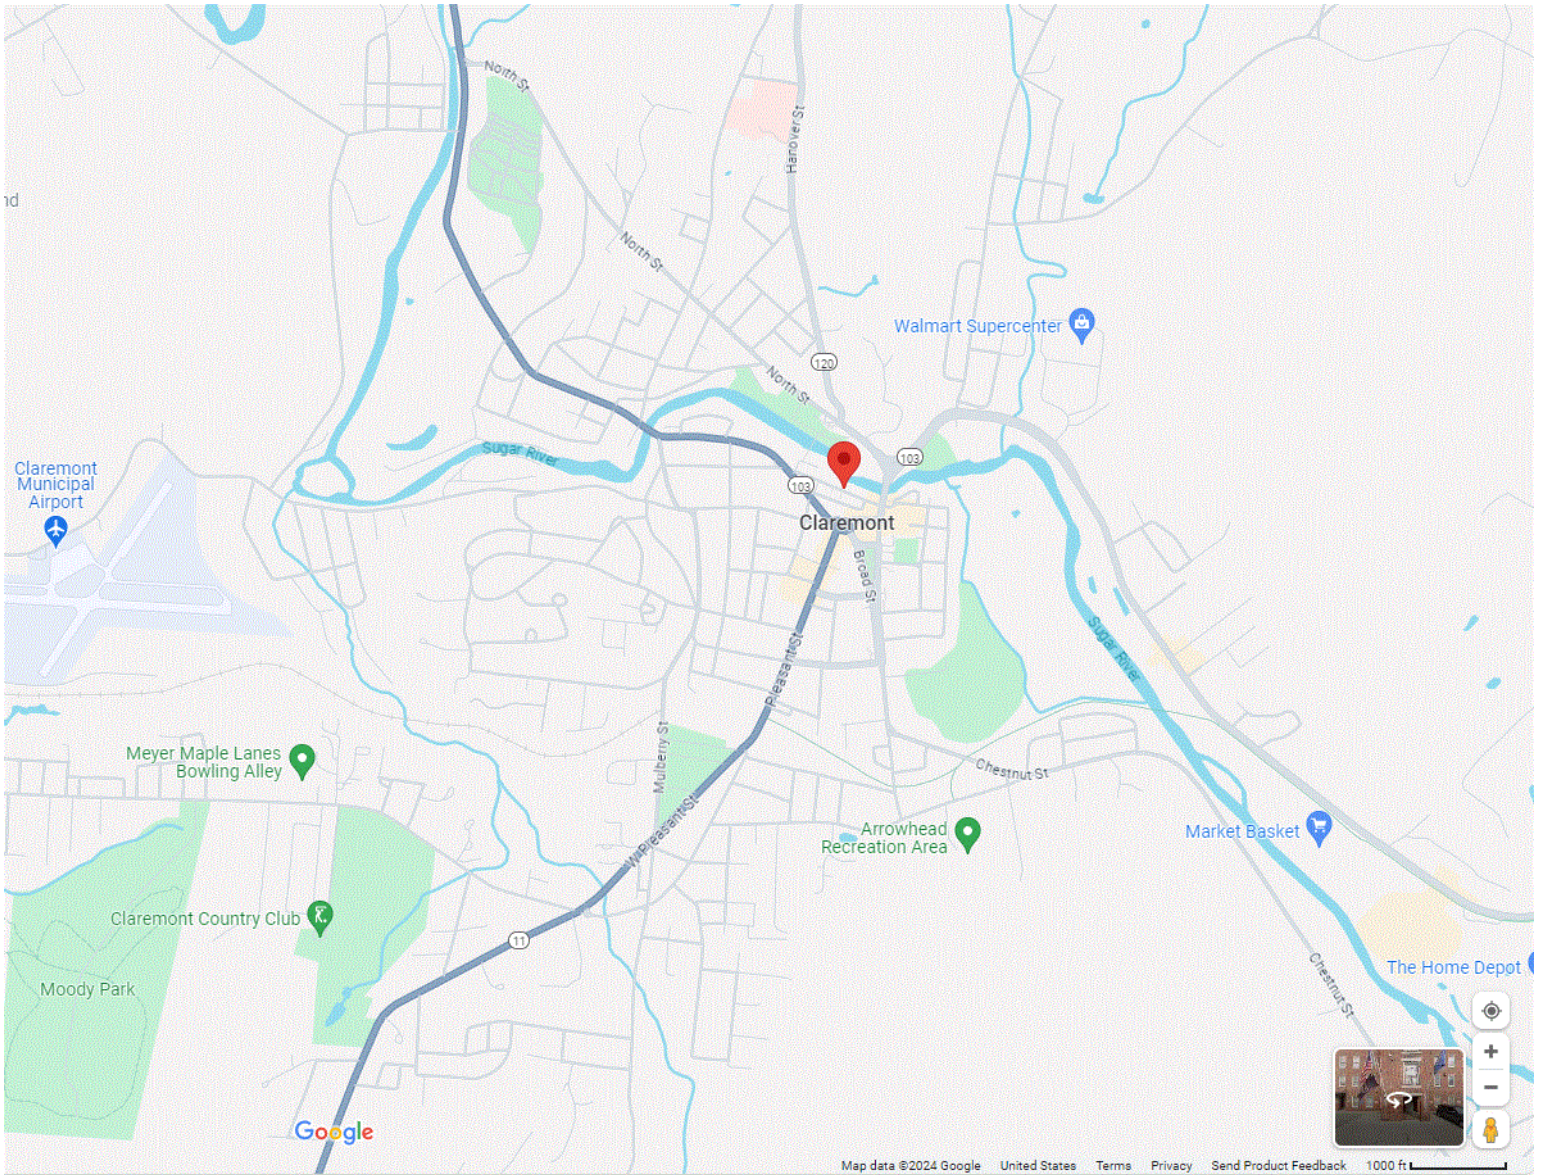 North St
Hanover St
nd
North St
Walmart Supercenter
120
North St
Sugar River
103
Claremont
Municipal
Airport
103
Claremont
Broad St
Sugar River
Pleasant St
Mulberry St
Meyer Maple Lanes
Bowling Alley
Chestnut St
Arrowhead
Recreation Area
Market Basket
W Pleasant St
Claremont Country Club
11
The Home Depot
Moody Park
Chestnut St
Google
Map data ©2024 Google United States Terms Privacy Send Product Feedback 1000 ft